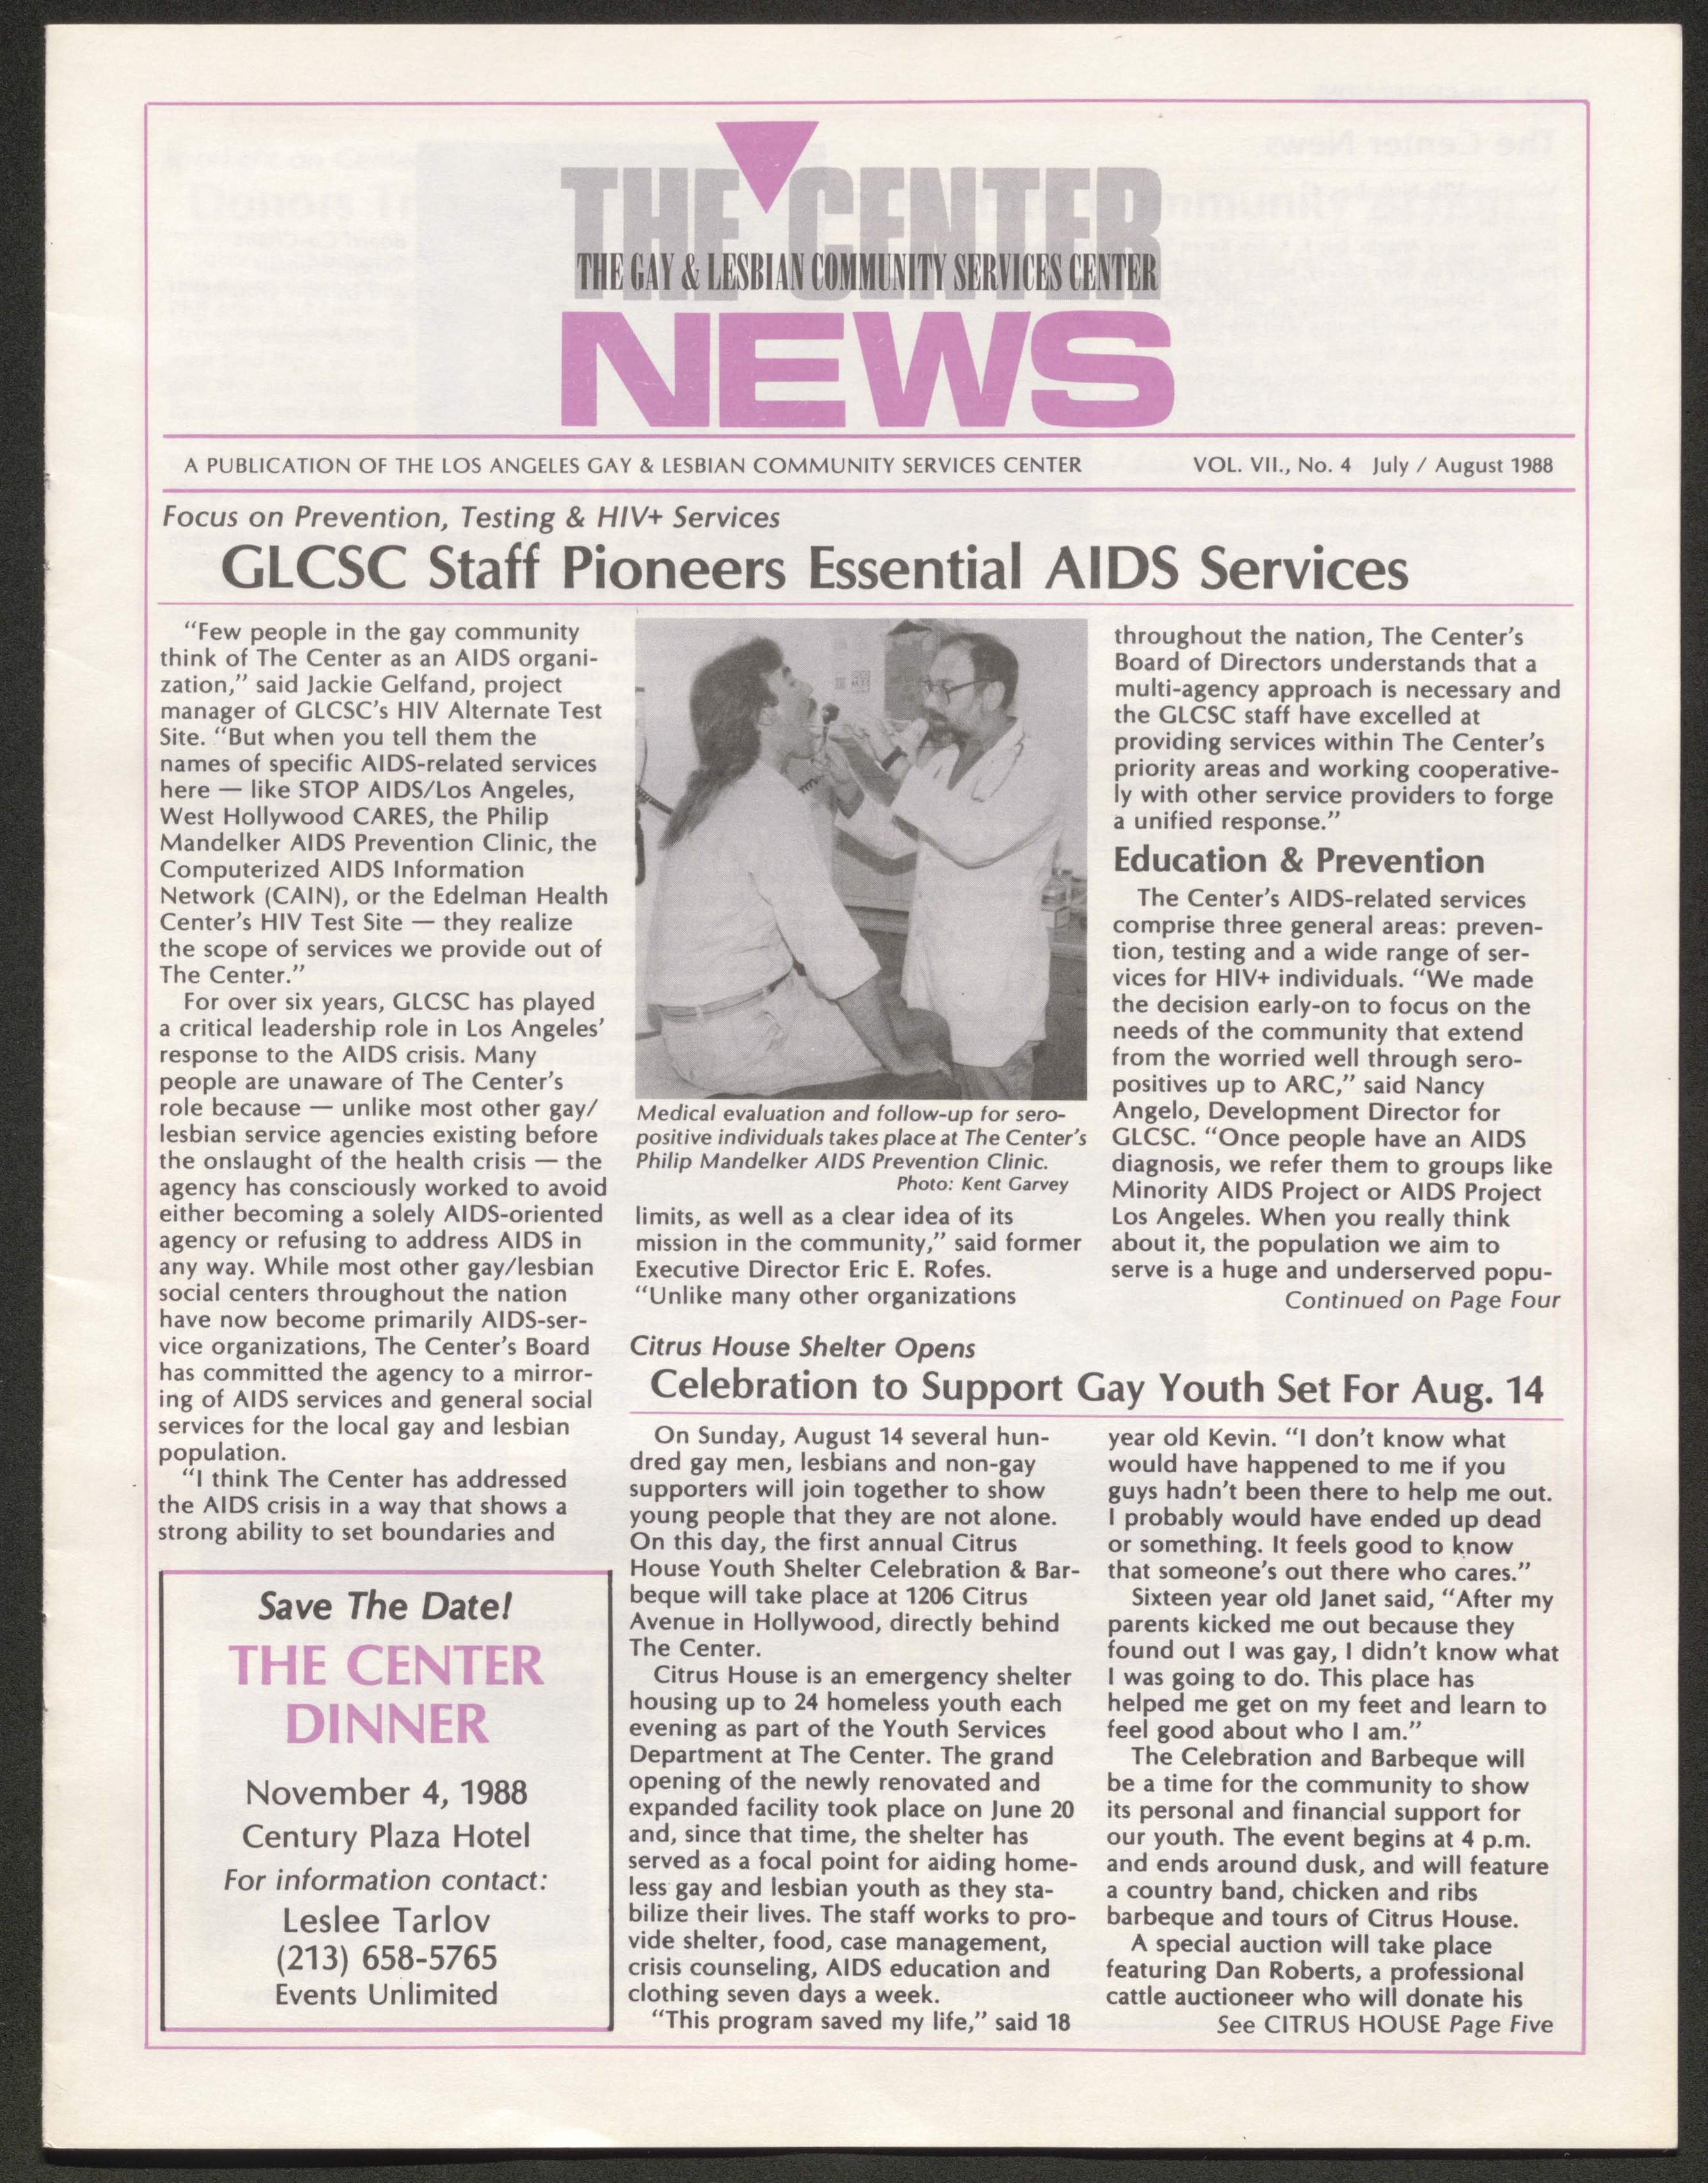 THE CENTER
THE GAY & LESBIAN COMMUNITY SERVICES CENTER
NEWS
A PUBLICATION OF THE LOS ANGELES GAY & LESBIAN COMMUNITY SERVICES CENTER
VOL. VII., No. 4 July / August 1988
Focus on Prevention, Testing & HIV+ Services
GLCSC Staff Pioneers Essential AIDS Services
“Few people in the gay community
think of The Center as an AIDS organi-
zation,” said Jackie Gelfand, project
manager of GLCSC’s HIV Alternate Test
Site. “But when you tell them the
names of specific AIDS-related services
here — like STOP AIDS/Los Angeles,
West Hollywood CARES, the Philip
Mandelker AIDS Prevention Clinic, the
Computerized AIDS Information
Network (CAIN), or the Edelman Health
Center’s HIV Test Site — they realize
the scope of services we provide out of
The Center.”
For over six years, GLCSC has played
a critical leadership role in Los Angeles’
response to the AIDS crisis. Many
people are unaware of The Center’s
role because — unlike most other gay/
lesbian service agencies existing before
the onslaught of the health crisis — the
agency has consciously worked to avoid
either becoming a solely AIDS-oriented
agency or refusing to address AIDS in
any way. While most other gay/lesbian
social centers throughout the nation
have now become primarily AIDS-ser-
vice organizations, The Center’s Board
has committed the agency to a mirror-
ing of AIDS services and general social
services for the local gay and lesbian
population.
“I think The Center has addressed
the AIDS crisis in a way that shows a
strong ability to set boundaries and
Medical evaluation and follow-up for sero-
positive individuals takes place at The Center’s
Philip Mandelker AIDS Prevention Clinic.
Photo: Kent Garvey
limits, as well as a clear idea of its
mission in the community,” said former
Executive Director Eric E. Rofes.
“Unlike many other organizations
throughout the nation, The Center’s
Board of Directors understands that a
multi-agency approach is necessary and
the GLCSC staff have excelled at
providing services within The Center’s
priority areas and working cooperative-
ly with other service providers to forge
a unified response.”
Education & Prevention
The Center’s AIDS-related services
comprise three general areas: preven-
tion, testing and a wide range of ser-
vices for HIV+ individuals. “We made
the decision early-on to focus on the
needs of the community that extend
from the worried well through sero-
positives up to ARC,” said Nancy
Angelo, Development Director for
GLCSC. “Once people have an AIDS
diagnosis, we refer them to groups like
Minority AIDS Project or AIDS Project
Los Angeles. When you really think
about it, the population we aim to
serve is a huge and underserved popu-
Continued on Page Four
Save The Date!
THE CENTER
DINNER
November 4, 1988
Century Plaza Hotel
For information contact:
Leslee Tarlov
(213) 658-5765
Events Unlimited
Citrus House Shelter Opens
Celebration to Support Gay Youth Set For Aug. 14
On Sunday, August 14 several hun-
dred gay men, lesbians and non-gay
supporters will join together to show
young people that they are not alone.
On this day, the first annual Citrus
House Youth Shelter Celebration & Bar-
beque will take place at 1206 Citrus
Avenue in Hollywood, directly behind
The Center.
Citrus House is an emergency shelter
housing up to 24 homeless youth each
evening as part of the Youth Services
Department at The Center. The grand
opening of the newly renovated and
expanded facility took place on June 20
and, since that time, the shelter has
served as a focal point for aiding home-
less gay and lesbian youth as they sta-
bilize their lives. The staff works to pro-
vide shelter, food, case management,
crisis counseling, AIDS education and
clothing seven days a week.
“This program saved my life,” said 18
year old Kevin. “I don’t know what
would have happened to me if you
guys hadn’t been there to help me out.
I probably would have ended up dead
or something. It feels good to know
that someone’s out there who cares.”
Sixteen year old Janet said, “After my
parents kicked me out because they
found out I was gay, I didn’t know what
I was going to do. This place has
helped me get on my feet and learn to
feel good about who I am.”
The Celebration and Barbeque will
be a time for the community to show
its personal and financial support for
our youth. The event begins at 4 p.m.
and ends around dusk, and will feature
a country band, chicken and ribs
barbeque and tours of Citrus House.
A special auction will take place
featuring Dan Roberts, a professional
cattle auctioneer who will donate his
See CITRUS HOUSE Page Five